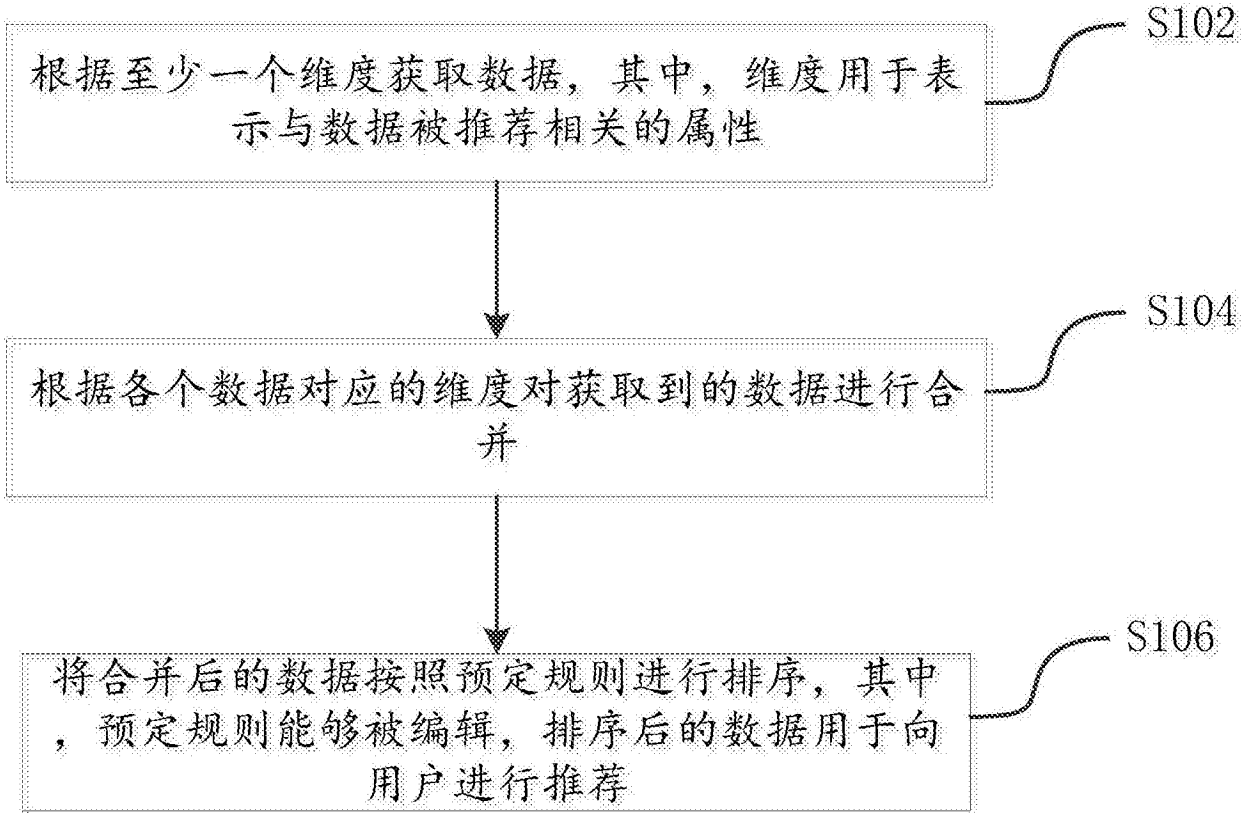 S102
根据至少一个维度获取数据，其中，维度用于表
示与数据被推荐相关的属性
S104
根据各个数据对应的维度对获取到的数据进行合
并
S106
将合并后的数据按照预定规则进行排序，其中
，预定规则能够被编辑，排序后的数据用于向
用户进行推荐